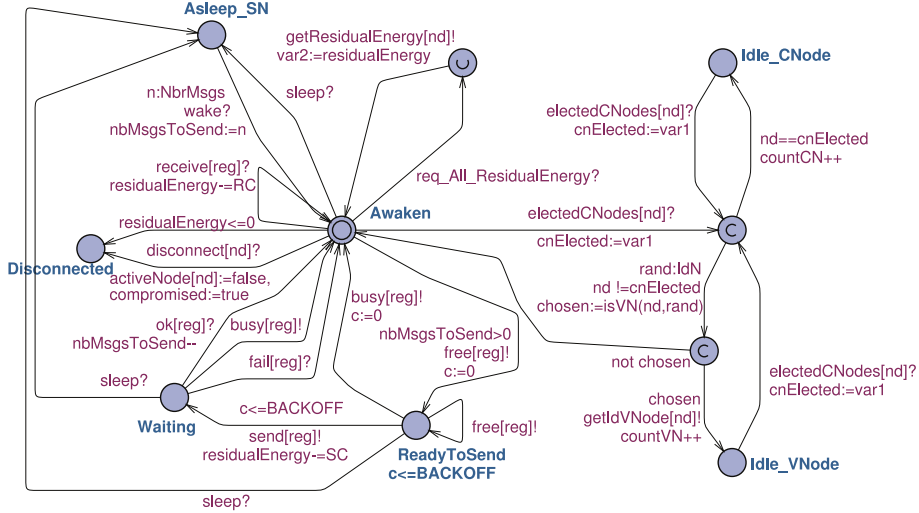 Asleep_SN
getResidualEnergy[nd]!
var2:=residualEnergy
Idle_CNode
sleep?
n:NbrMsgs
wake?
nbMsgsToSend:=n
electedCNodes[nd]?
cnElected:=var1
nd==cnElected
countCN++
receive[reg]?
residualEnergy-=RC
req_All_ResidualEnergy?
residualEnergy<=0
Awaken
electedCNodes[nd]?
cnElected:=var1
C
disconnect[nd]?
Disconnected
activeNode[nd]:=false,
compromised:=true
rand:IdN
nd !=cnElected
chosen:=isVN(nd,rand)
busy[reg]!
c:=0
ok[reg]?
nbMsgsToSend--
busy[reg]!
nbMsgsToSend>0
free[reg]!
c:=0
C
not chosen
fail[reg]?
sleep?
electedCNodes[nd]?
cnElected:=var1
c<=BACKOFF
chosen
getIdVNode[nd]!
countVN++
Waiting
send[reg]!
residualEnergy-=SC
free[reg]!
ReadyToSend
c<=BACKOFF
Idle_VNode
sleep?